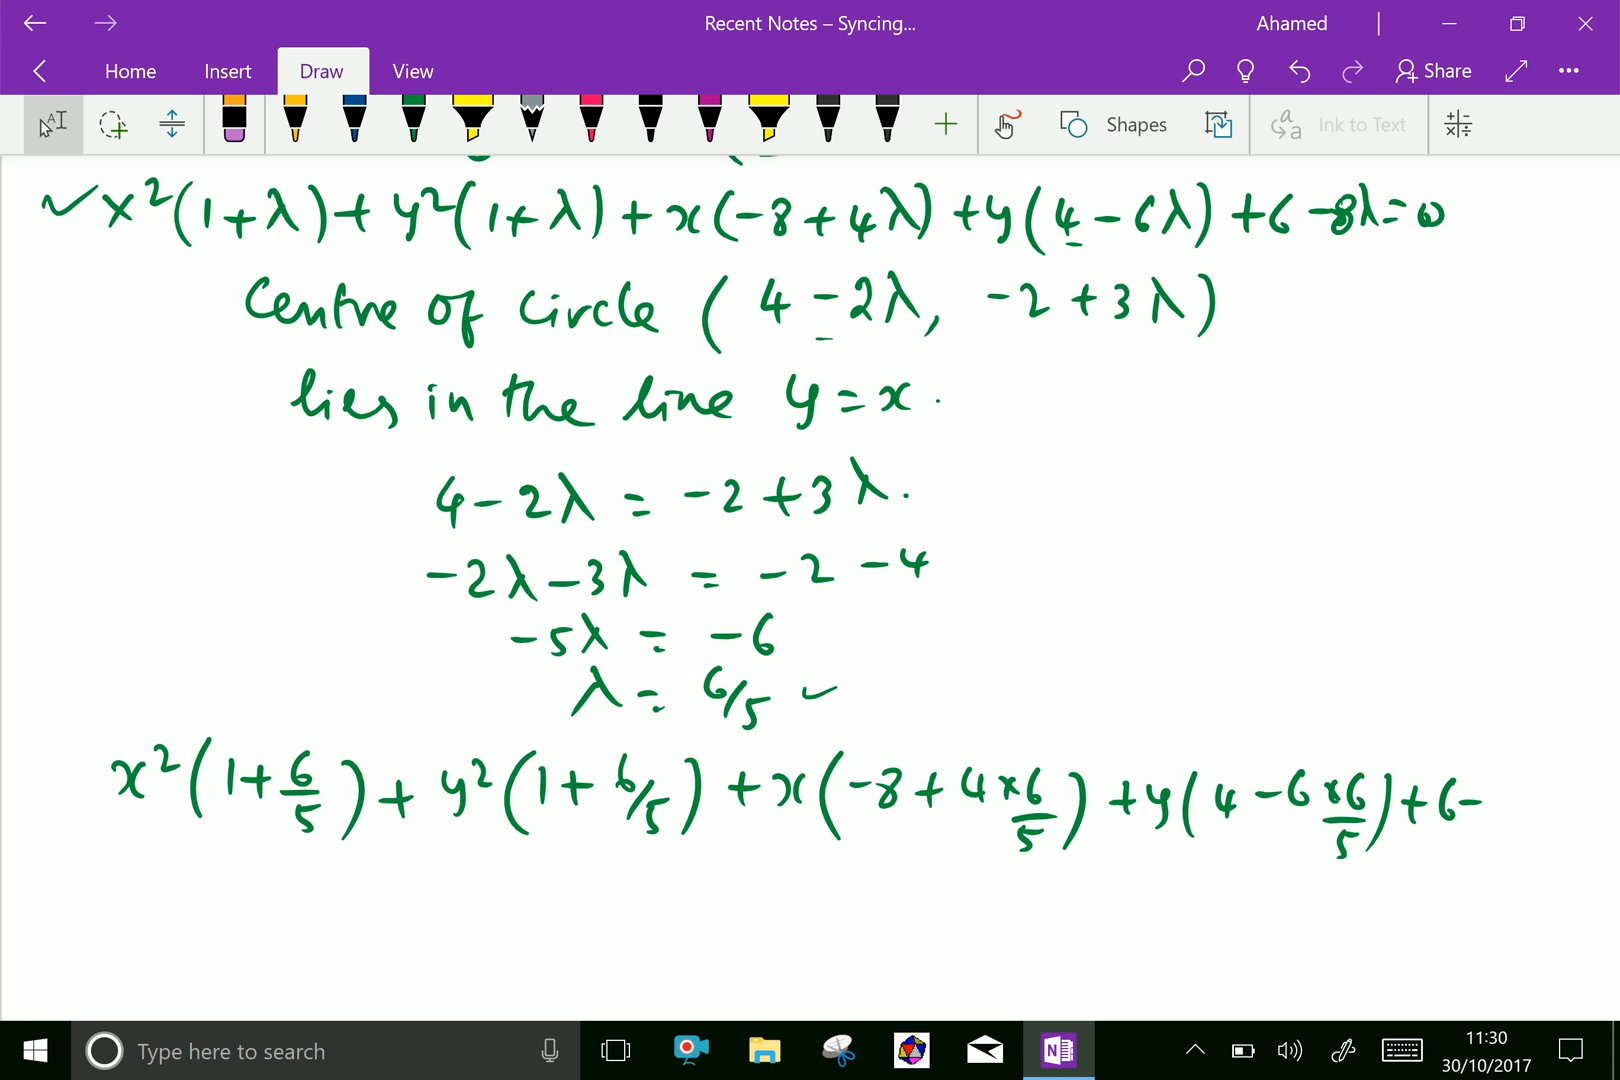 Recent Notes – Syncing...
Ahamed
Home Insert Draw View
Share
Shapes
Ink to Text
x²(1+λ)+ y²(1+λ) + x(-8+4λ) +y(4-6λ) +6-8λ=0
Centre of Circle ( 4-2λ, -2+3λ)
lies in the line y=x.
4-2λ = -2+3λ.
-2λ-3λ = -2-4
-5λ = -6
λ = 6/5
x²(1+6/5)+ y²(1+6/5) +x(-8+4×6/5) +y(4-6×6/5)+6-
Type here to search
11:30
30/10/2017